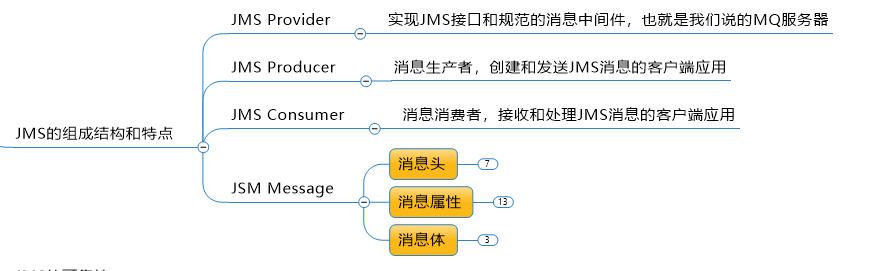 JMS Provider
实现JMS接口和规范的消息中间件，也就是我们说的MQ服务器
JMS Producer
消息生产者，创建和发送JMS消息的客户端应用
JMS Consumer
消息消费者，接收和处理JMS消息的客户端应用
JMS的组成结构和特点
JSM Message
消息头
7
消息属性
13
消息体
3